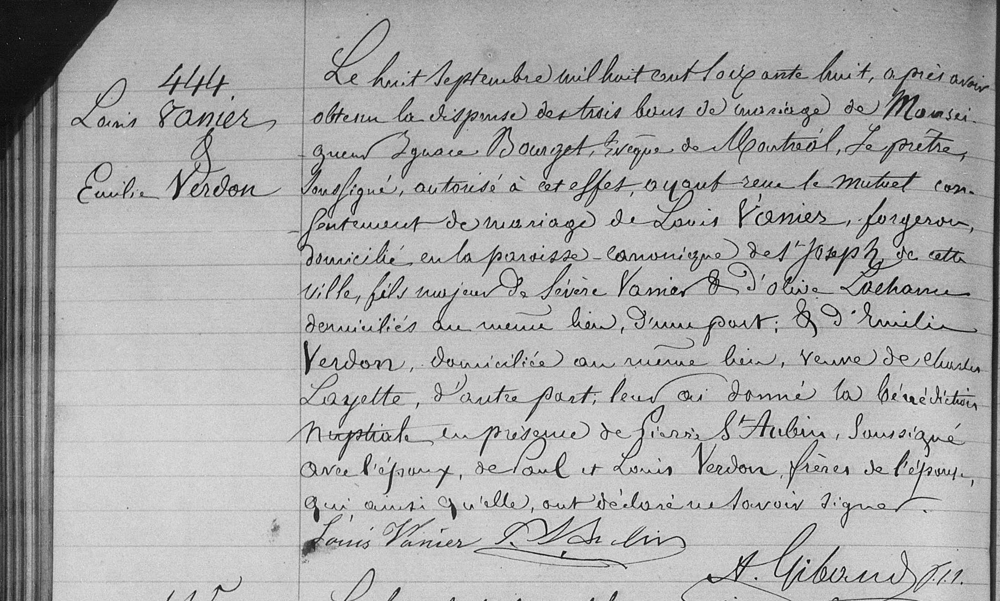 444.
Louis Vanier
&
Emilie Verdon
Le huit Septembre mil huit cent soixante huit, après avoir
obtenu la dispense des trois bans de mariage de Monsei-
-gneur Ignace Bourget, Evêque de Montréal, Je prêtre,
Soussigné, autorisé à cet effet, ayant recu le mutuel con-
-sentement de mariage de Louis Vanier, forgeron,
domicilié en la paroisse-canonique de St Joseph, de cette
ville, fils majeur de Sévère Vanier & d'olive Lachance
domiciliés au même lieu, d'une part; & d'Emilie
Verdon, domiciliée au même lieu, veuve de Charles
Layette, d'autre part; leur ai donné la bénédiction
nuptiale en présence de Pierre St Aubin, soussigné
avec l'époux, de Paul et Louis Verdon, frères de l'épouse,
qui, ainsi qu'elle, ont déclaré ne savoir signer.
Louis Vanier P. St Aubin
A. Giband